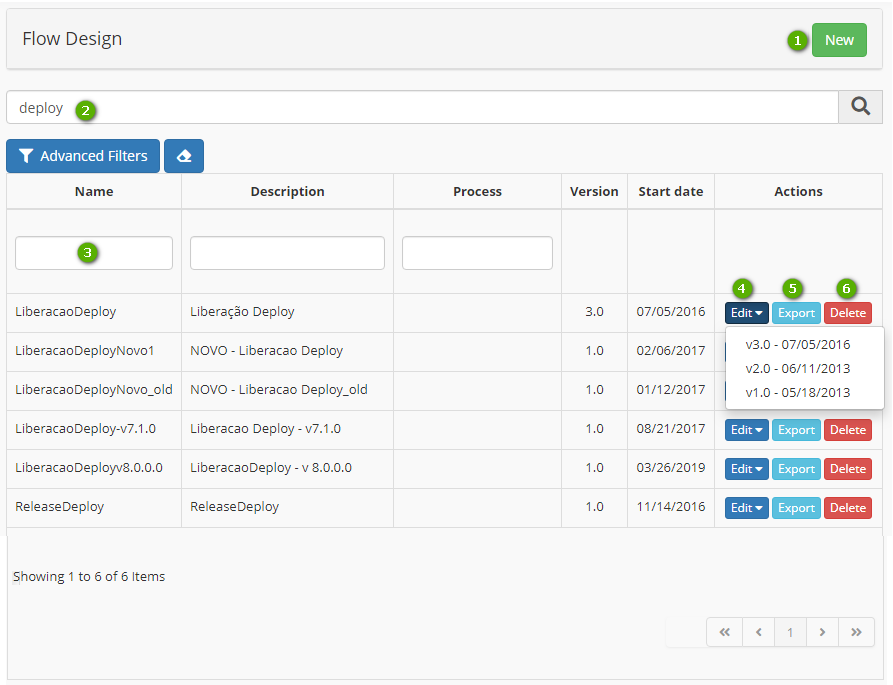 Flow Design
1 New
deploy 2
Advanced Filters
Name Description Process Version Start date Actions
3
4 5 6
LiberacaoDeploy Liberação Deploy 3.0 07/05/2016 Edit Export Delete
v3.0 - 07/05/2016
LiberacaoDeployNovo1 NOVO - Liberacao Deploy 1.0 02/06/2017
v2.0 - 06/11/2013
LiberacaoDeployNovo_old NOVO - Liberacao Deploy_old 1.0 01/12/2017
v1.0 - 05/18/2013
LiberacaoDeploy-v7.1.0 Liberacao Deploy - v7.1.0 1.0 08/21/2017 Edit Export Delete
LiberacaoDeployv8.0.0.0 LiberacaoDeploy - v 8.0.0.0 1.0 03/26/2019 Edit Export Delete
ReleaseDeploy ReleaseDeploy 1.0 11/14/2016 Edit Export Delete
Showing 1 to 6 of 6 Items
« ‹ 1 › »